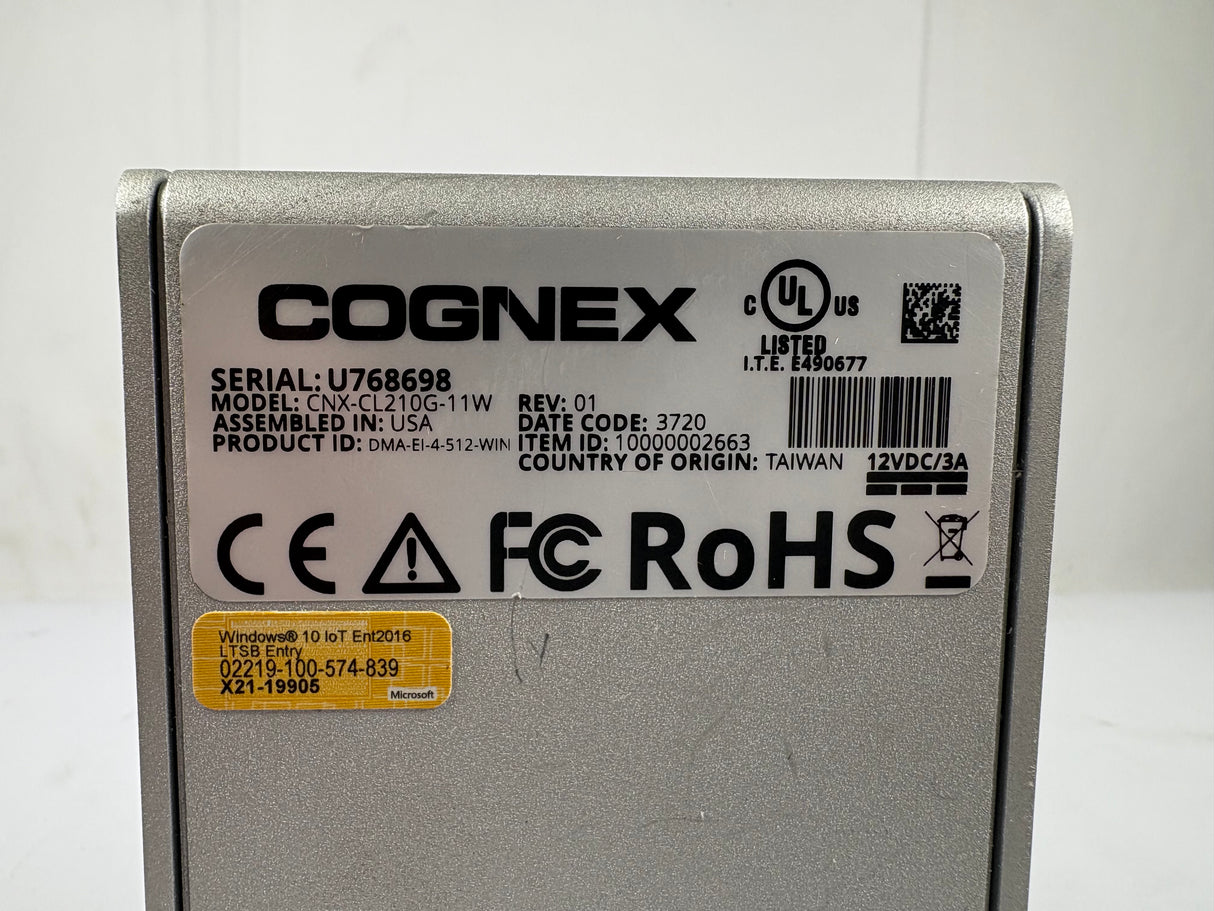 COGNEX
C UL US
LISTED
I.T.E. E490677
SERIAL: U768698
MODEL: CNX-CL210G-11W
ASSEMBLED IN: USA
PRODUCT ID: DMA-EI-4-512-WIN
REV: 01
DATE CODE: 3720
ITEM ID: 10000002663
COUNTRY OF ORIGIN: TAIWAN
12VDC/3A
CE FC RoHS
Windows® 10 IoT Ent2016
LTSB Entry
02219-100-574-839
X21-19905
Microsoft